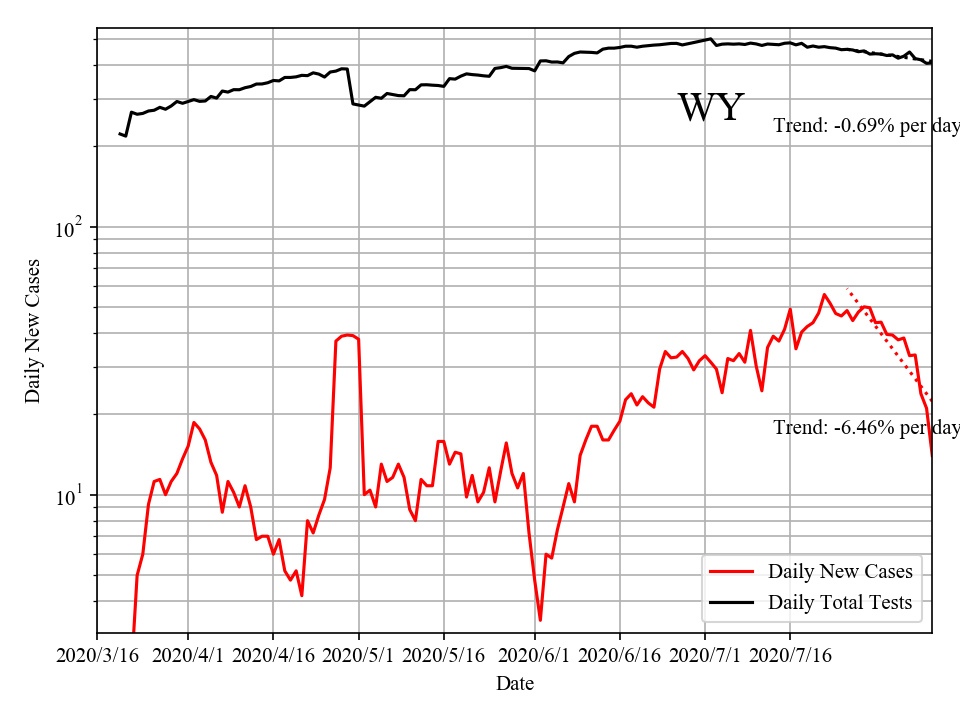 WY
Trend: -0.69% per day
10²
Daily New Cases
Trend: -6.46% per day
10¹
Daily New Cases
Daily Total Tests
2020/3/16 2020/4/1 2020/4/16 2020/5/1 2020/5/16 2020/6/1 2020/6/16 2020/7/1 2020/7/16
Date